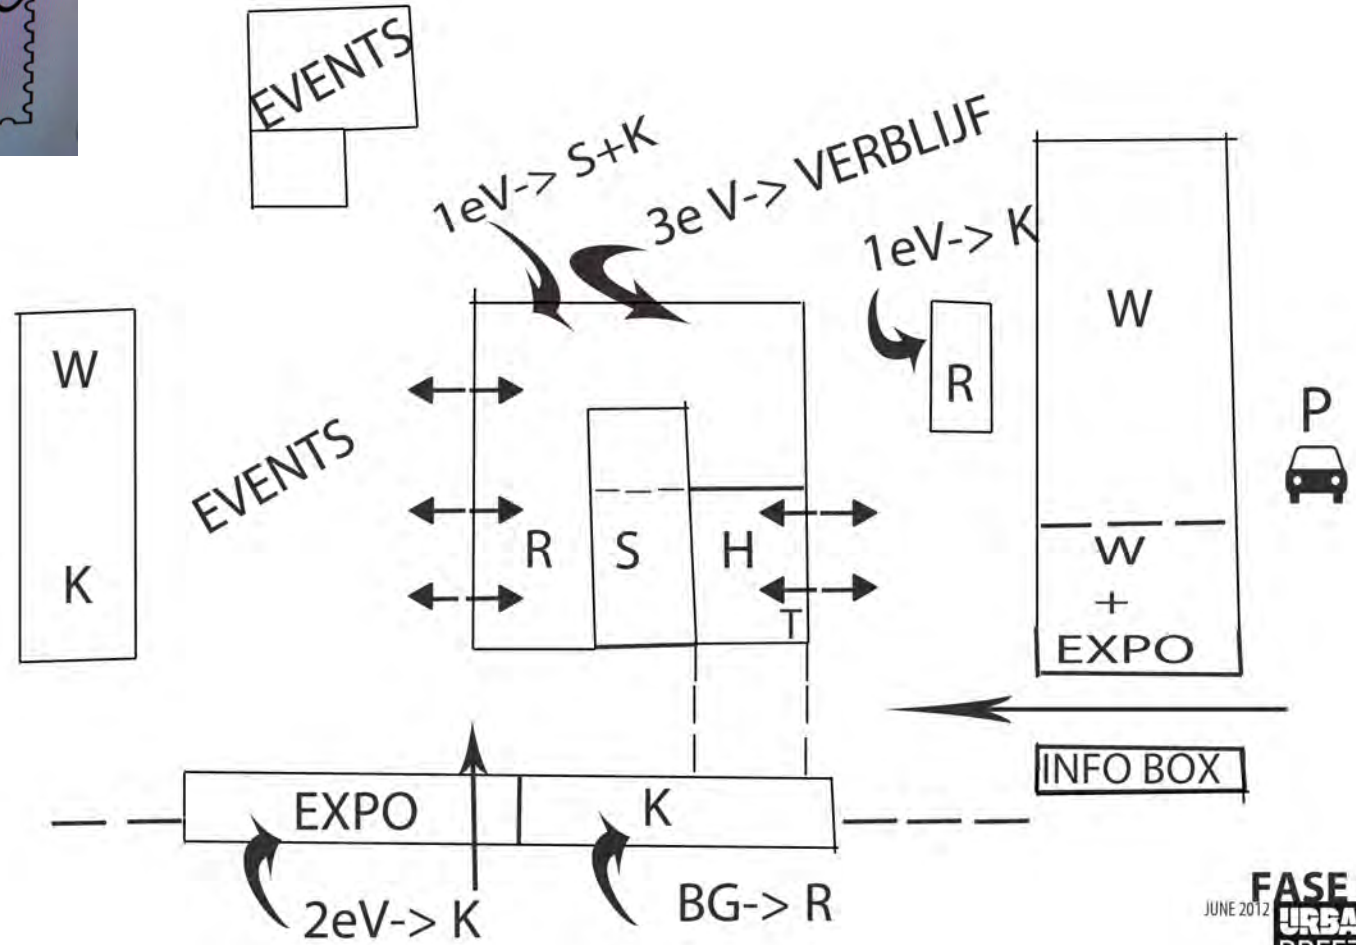 EVENTS
1eV-> S+K
3e V-> VERBLIJF
1eV-> K
W
R
P
W
K
EVENTS
R
S
H
T
W
+
EXPO
INFO BOX
EXPO
K
2eV-> K
BG-> R
FASE
JUNE 2012